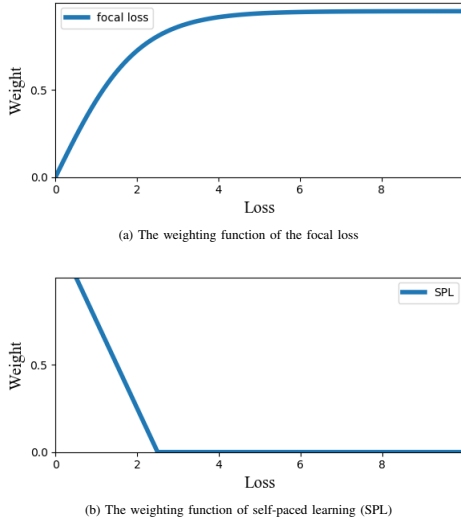 focal loss
Weight
0.5
0.0
0 2 4 6 8
Loss
(a) The weighting function of the focal loss
SPL
Weight
0.5
0.0
0 2 4 6 8
Loss
(b) The weighting function of self-paced learning (SPL)